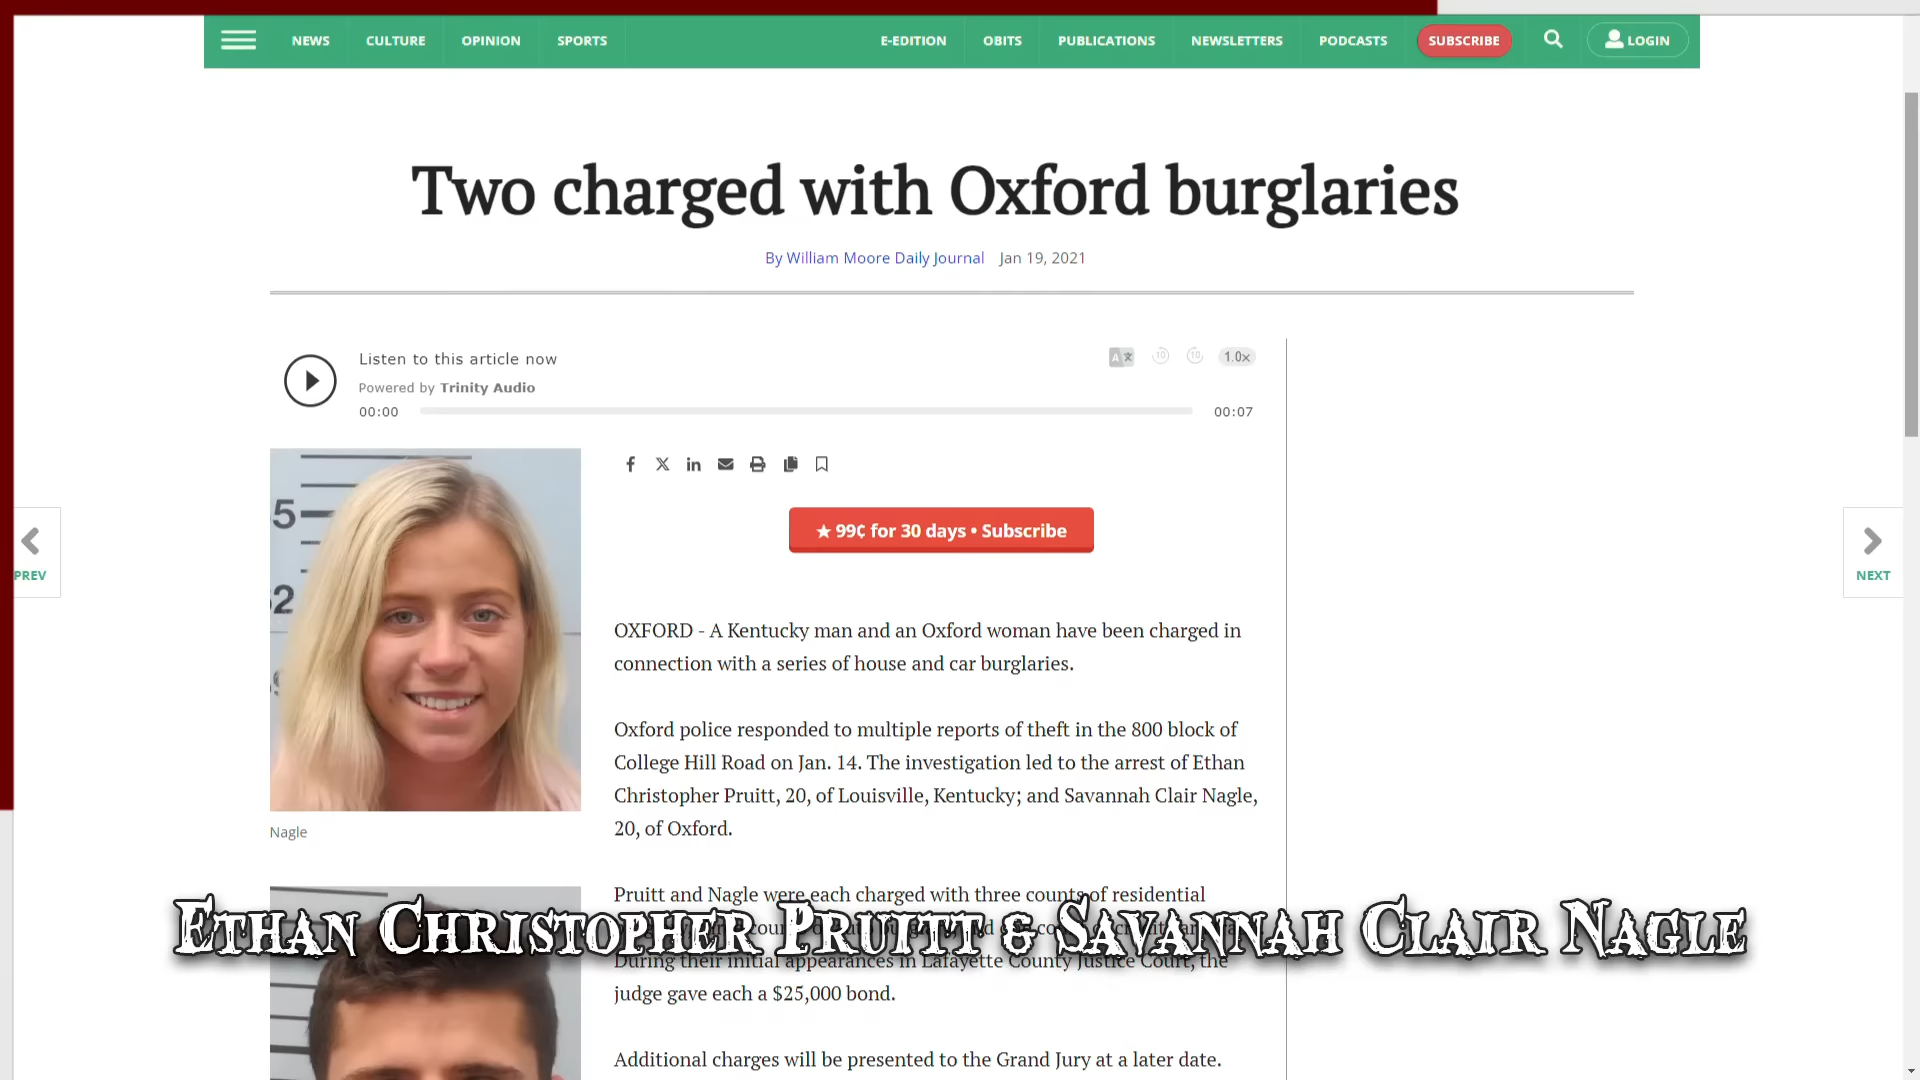 NEWS CULTURE OPINION SPORTS E-EDITION OBITS PUBLICATIONS NEWSLETTERS PODCASTS SUBSCRIBE LOGIN
Two charged with Oxford burglaries
By William Moore Daily Journal Jan 19, 2021
Listen to this article now
Powered by Trinity Audio
10 10 1.0x
00:00 00:07
5
2
★ 99¢ for 30 days • Subscribe
PREV
NEXT
OXFORD - A Kentucky man and an Oxford woman have been charged in
connection with a series of house and car burglaries.
Oxford police responded to multiple reports of theft in the 800 block of
College Hill Road on Jan. 14. The investigation led to the arrest of Ethan
Christopher Pruitt, 20, of Louisville, Kentucky; and Savannah Clair Nagle,
20, of Oxford.
Nagle
Pruitt and Nagle were each charged with three counts of residential
Ethan Christopher Pruitt & Savannah Clair Nagle
During their initial appearances in Lafayette County Justice Court, the
judge gave each a $25,000 bond.
Additional charges will be presented to the Grand Jury at a later date.